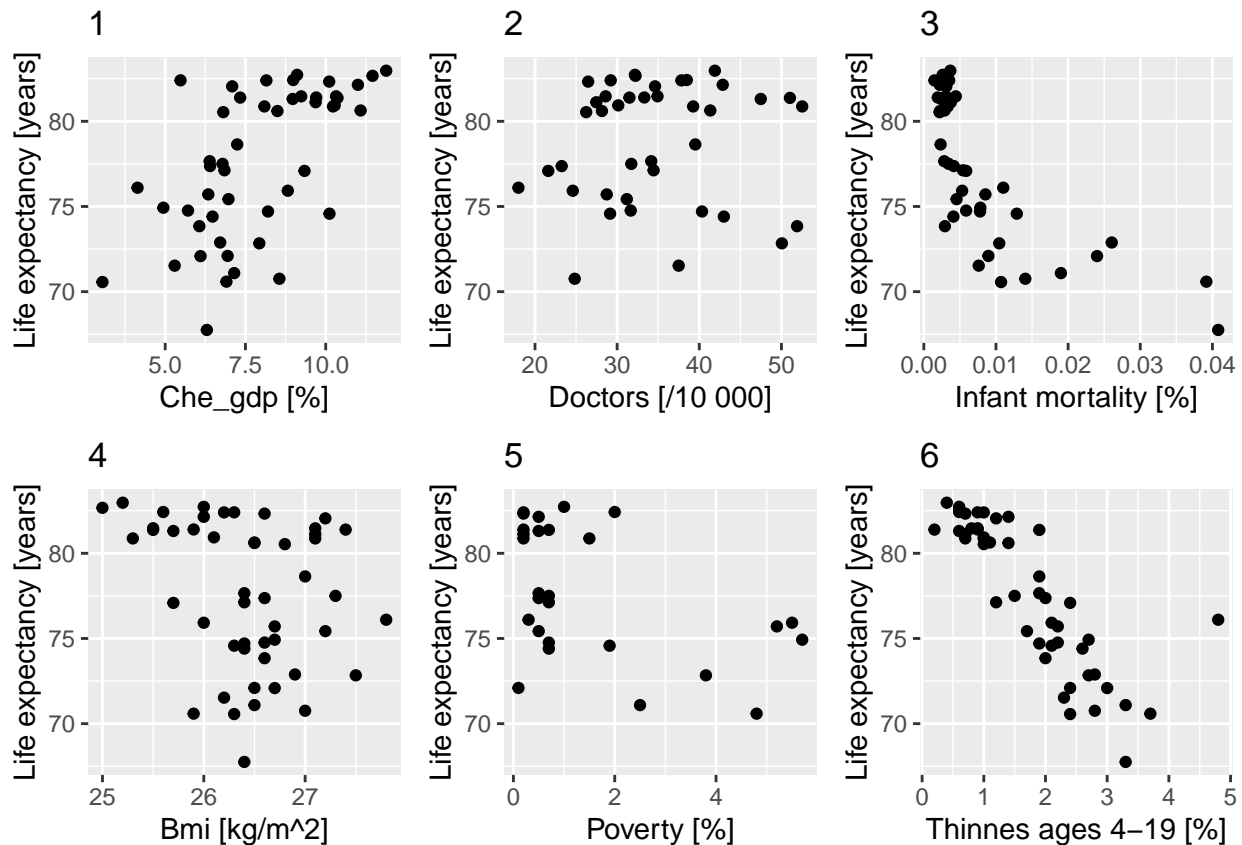 1
Life expectancy [years]
80
75
70
5.0 7.5 10.0
Che_gdp [%]
2
Life expectancy [years]
80
75
70
20 30 40 50
Doctors [/10 000]
3
Life expectancy [years]
80
75
70
0.00 0.01 0.02 0.03 0.04
Infant mortality [%]
4
Life expectancy [years]
80
75
70
25 26 27
Bmi [kg/m^2]
5
Life expectancy [years]
80
75
70
0 2 4
Poverty [%]
6
Life expectancy [years]
80
75
70
0 1 2 3 4 5
Thinnes ages 4−19 [%]